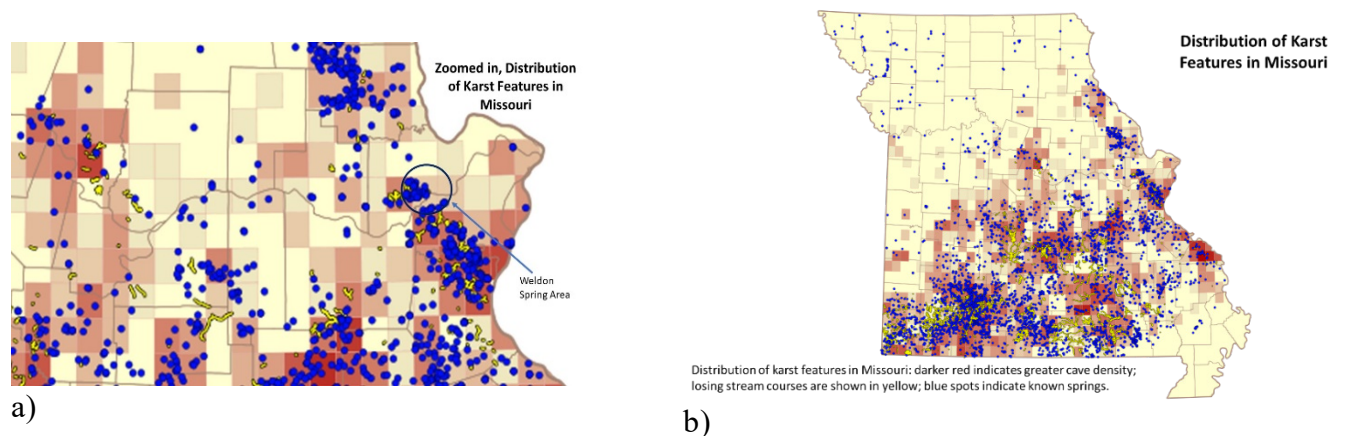 Zoomed in, Distribution
of Karst Features in
Missouri
Weldon
Spring Area
a)
Distribution of Karst
Features in Missouri
Distribution of karst features in Missouri: darker red indicates greater cave density;
losing stream courses are shown in yellow; blue spots indicate known springs.
b)